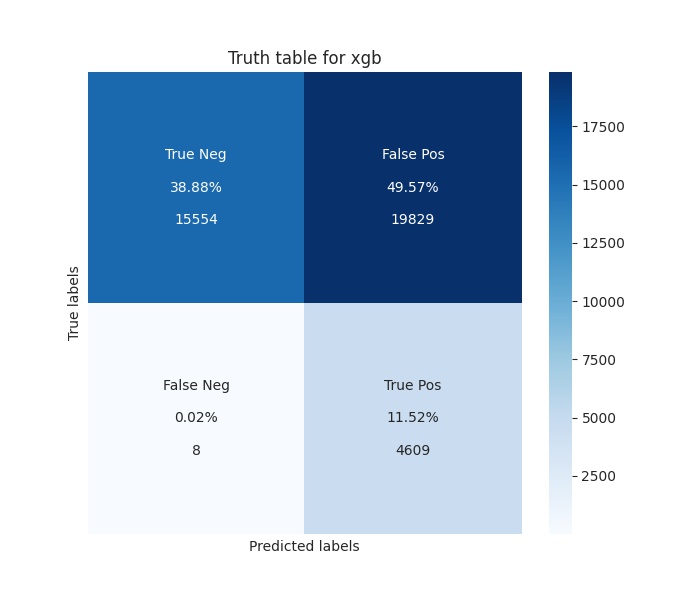 Truth table for xgb
True Neg
38.88%
15554
False Pos
49.57%
19829
False Neg
0.02%
8
True Pos
11.52%
4609
True labels
Predicted labels
17500
15000
12500
10000
7500
5000
2500